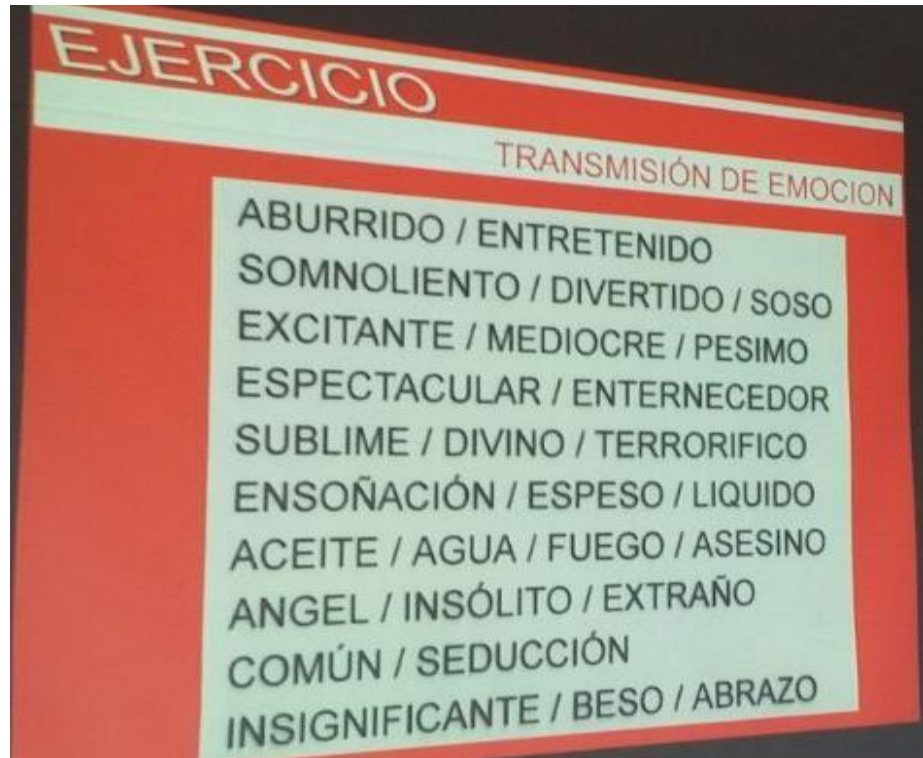 EJERCICIO
TRANSMISIÓN DE EMOCION
ABURRIDO / ENTRETENIDO
SOMNOLIENTO / DIVERTIDO / SOSO
EXCITANTE / MEDIOCRE / PESIMO
ESPECTACULAR / ENTERNECEDOR
SUBLIME / DIVINO / TERRORIFICO
ENSOÑACIÓN / ESPESO / LIQUIDO
ACEITE / AGUA / FUEGO / ASESINO
ANGEL / INSÓLITO / EXTRAÑO
COMÚN / SEDUCCIÓN
INSIGNIFICANTE / BESO / ABRAZO